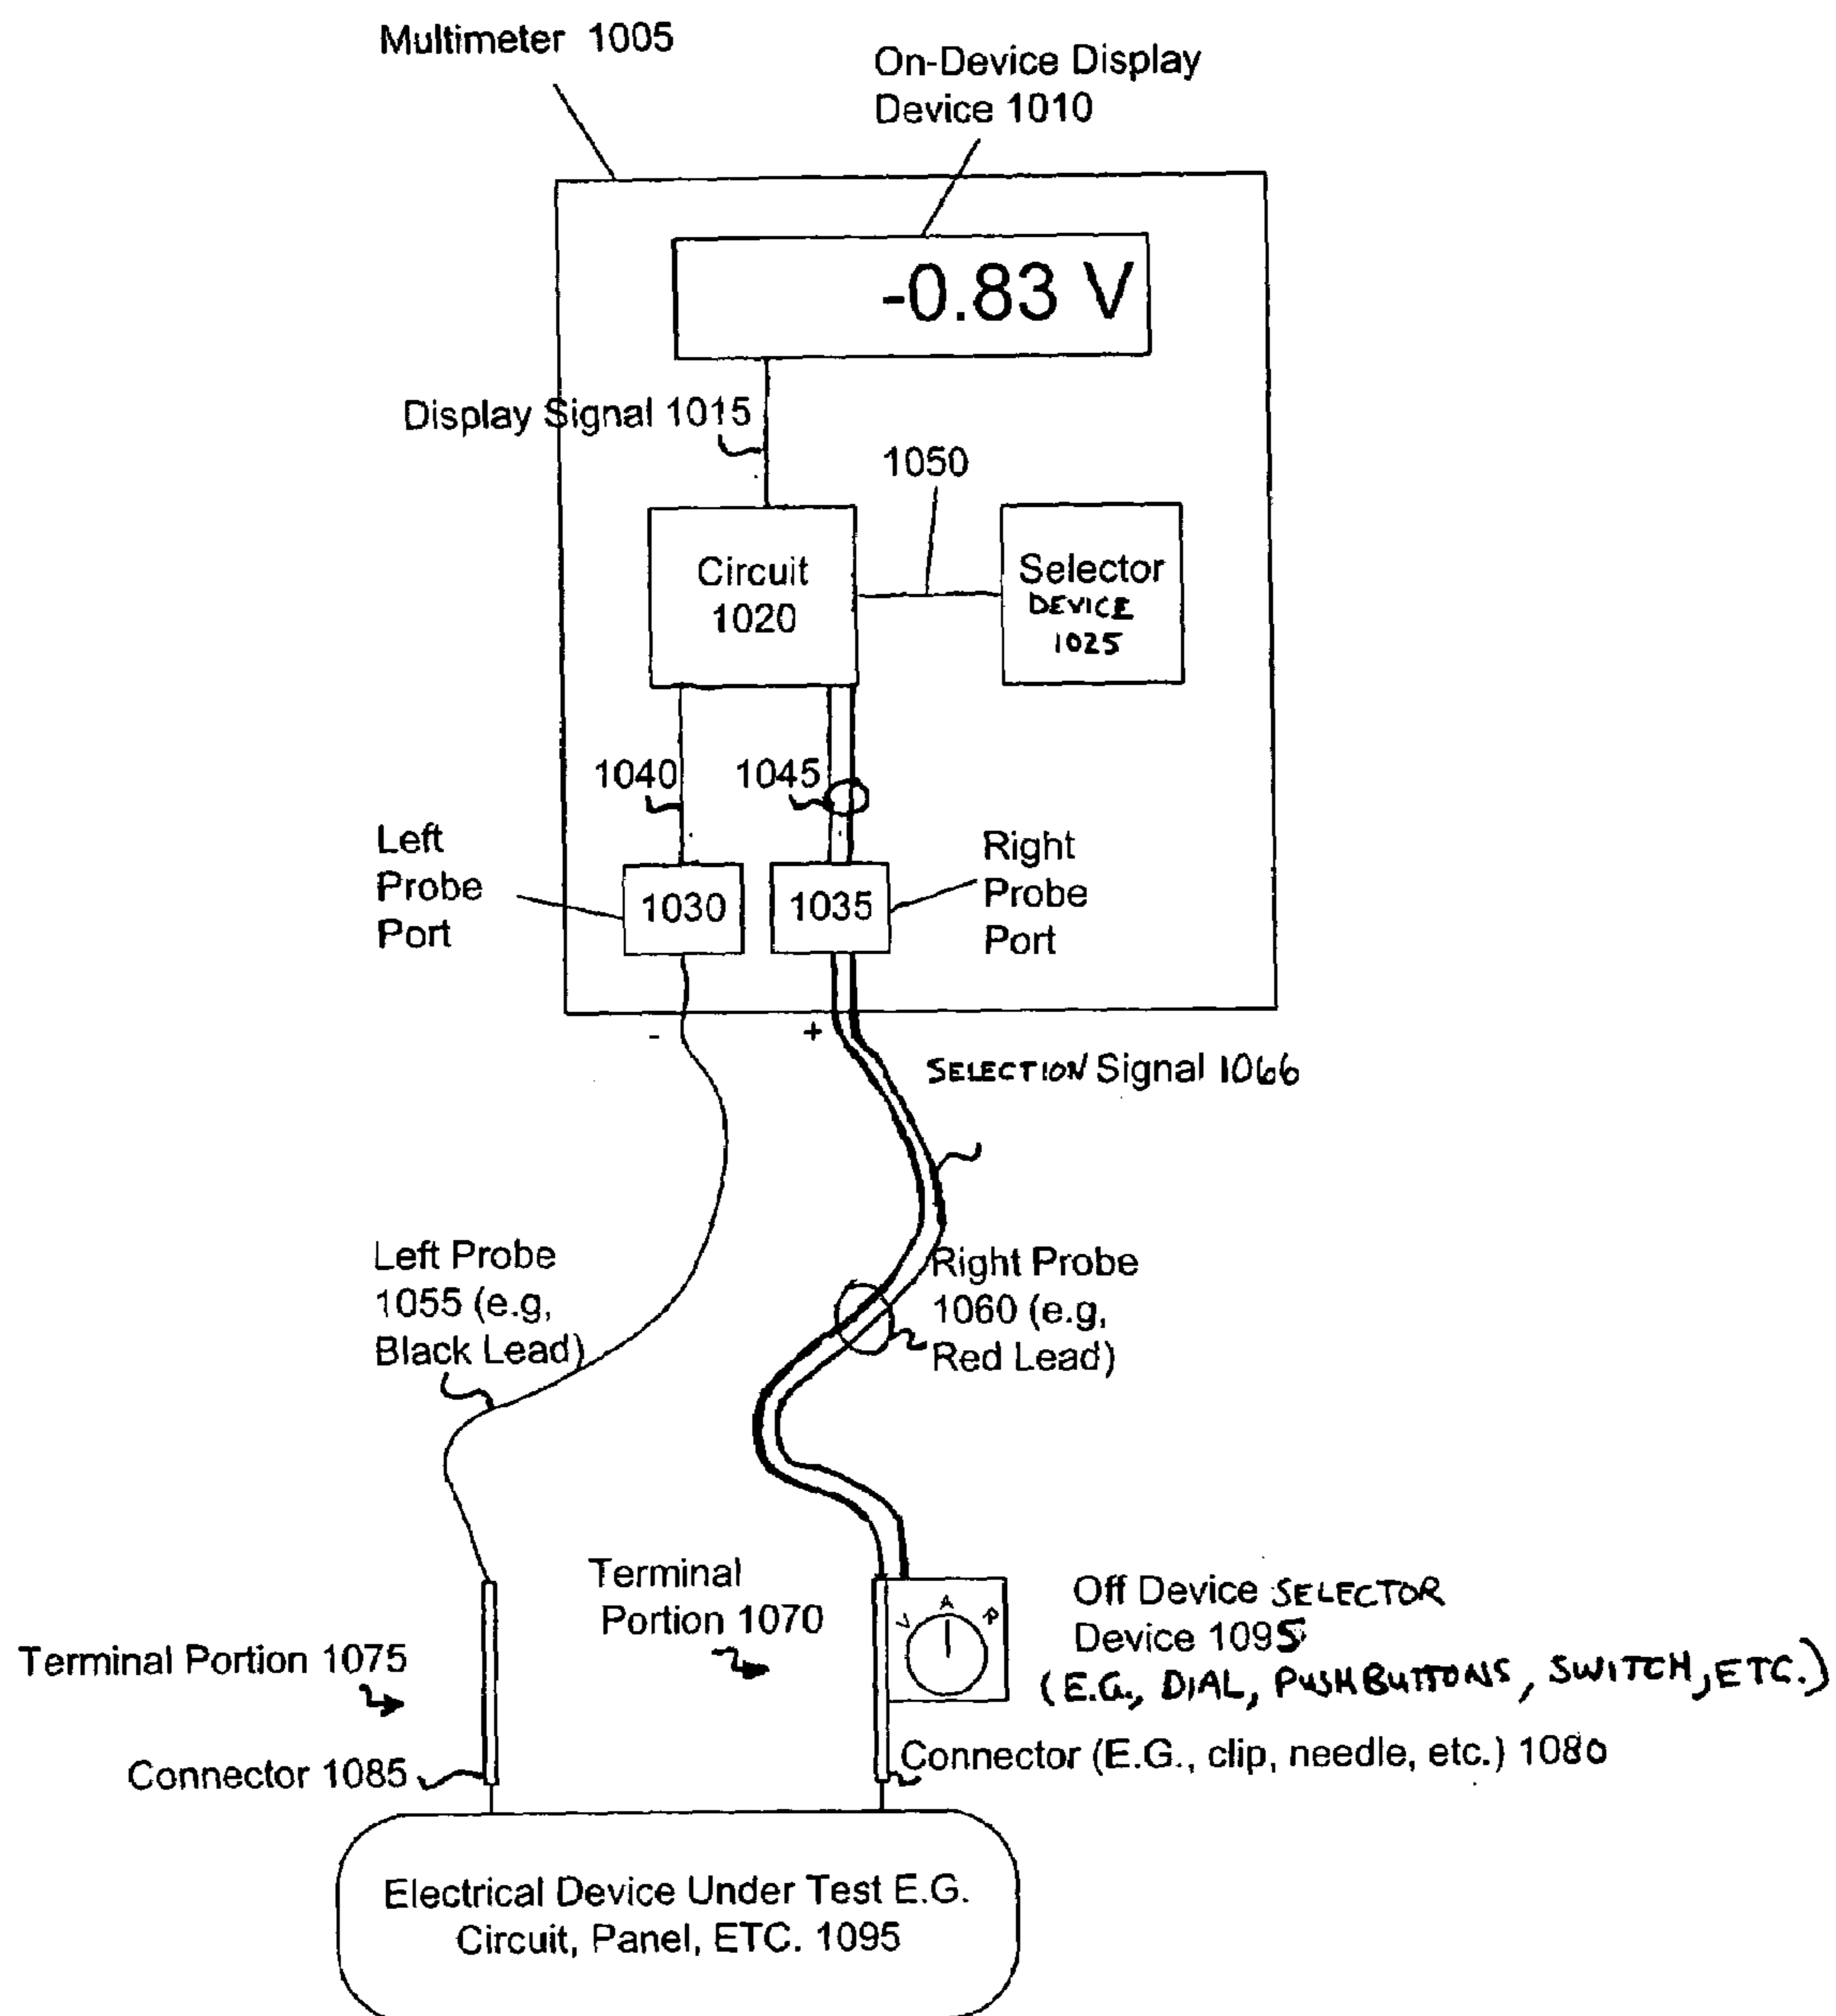 Multimeter 1005
On-Device Display
Device 1010
-0.83 V
Display Signal 1015
1050
Circuit
1020
Selector
DEVICE
1025
1040
1045
Left
Probe
Port
1030
1035
Right
Probe
Port
-
+
SELECTION Signal 1066
Left Probe
1055 (e.g,
Black Lead)
Right Probe
1060 (e.g,
Red Lead)
Terminal
Portion 1070
V A R
Off Device SELECTOR
Device 1095
(E.G., DIAL, PUSHBUTTONS, SWITCH, ETC.)
Terminal Portion 1075
Connector 1085
Connector (E.G., clip, needle, etc.) 1080
Electrical Device Under Test E.G.
Circuit, Panel, ETC. 1095